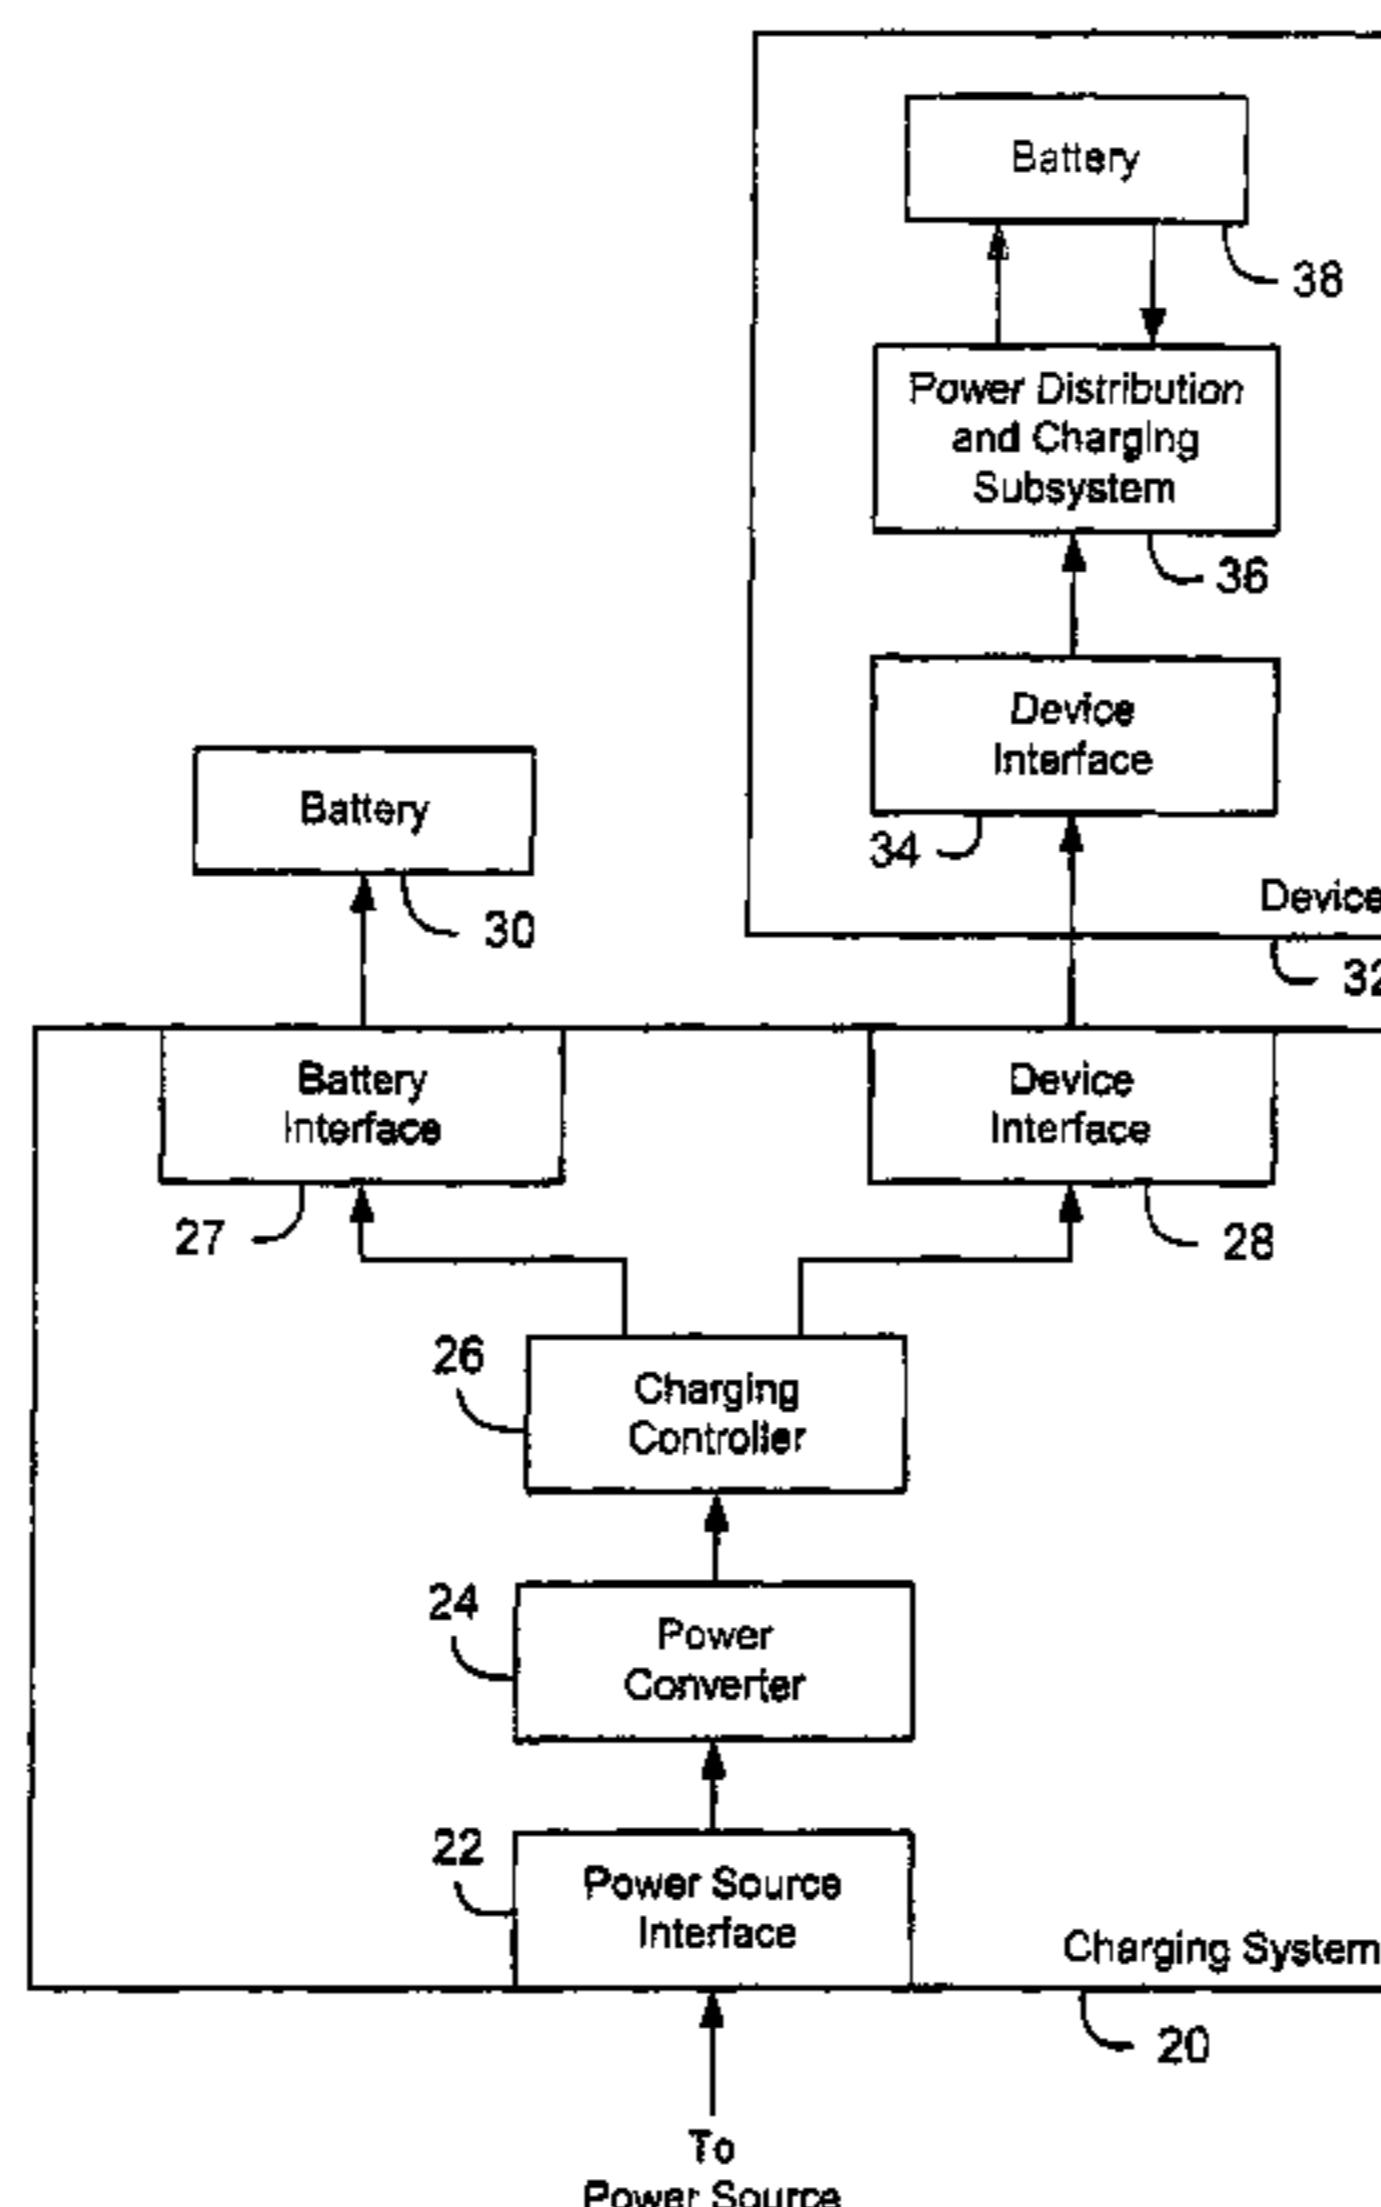 Battery
38
Power Distribution
and Charging
Subsystem
36
Device
Interface
34
Device
32
Battery
30
Battery
Interface
27
Device
Interface
28
26
Charging
Controller
24
Power
Converter
22
Power Source
Interface
Charging System
20
To
Power Source